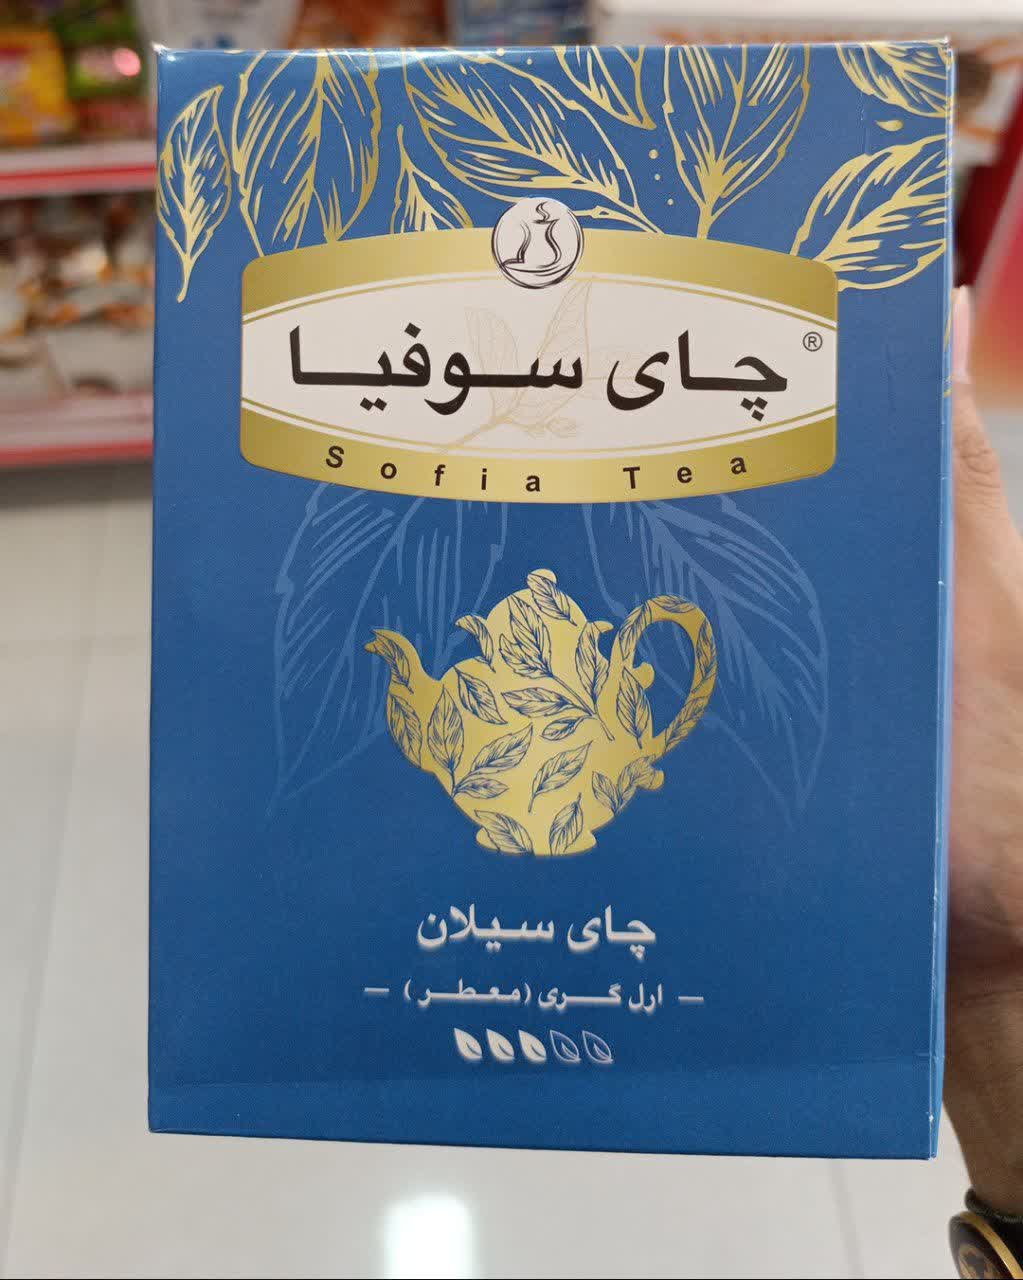 چای سوفیا ®
Sofia Tea
چای سیلان
— ارل گری (معطر) —